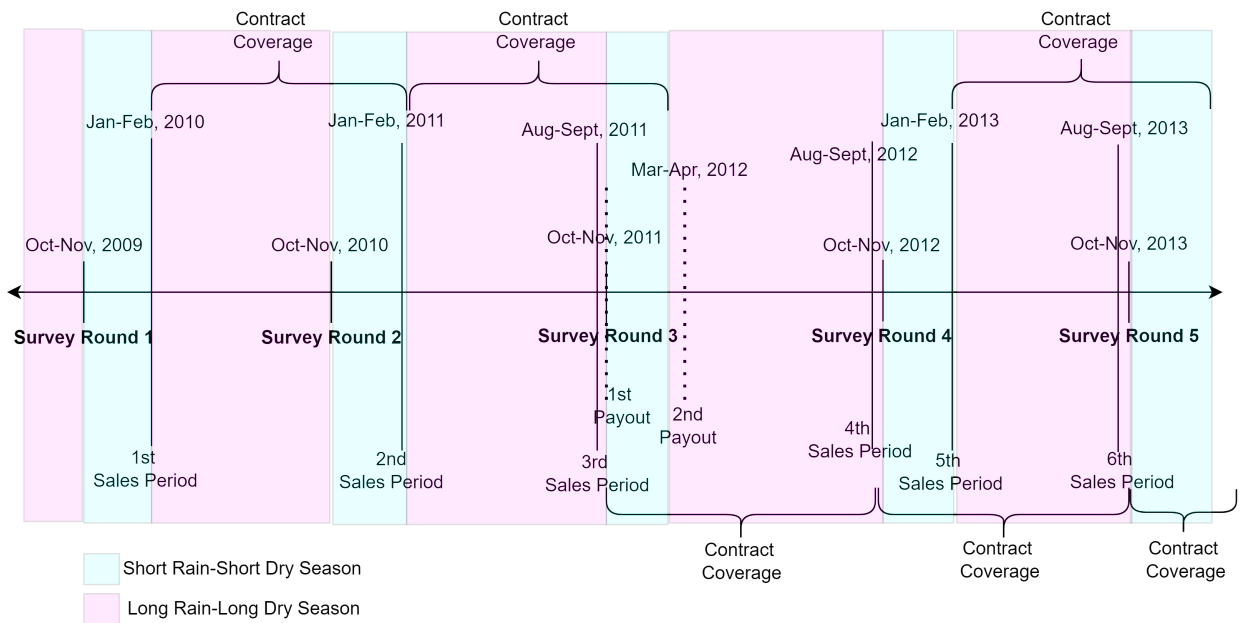 Contract
Coverage
Contract
Coverage
Contract
Coverage
Jan-Feb, 2010
Jan-Feb, 2011
Aug-Sept, 2011
Mar-Apr, 2012
Aug-Sept, 2012
Jan-Feb, 2013
Aug-Sept, 2013
Oct-Nov, 2009
Oct-Nov, 2010
Oct-Nov, 2011
Oct-Nov, 2012
Oct-Nov, 2013
Survey Round 1
Survey Round 2
Survey Round 3
Survey Round 4
Survey Round 5
1st
Payout
2nd
Payout
1st
Sales Period
2nd
Sales Period
3rd
Sales Period
4th
Sales Period
5th
Sales Period
6th
Sales Period
Contract
Coverage
Contract
Coverage
Contract
Coverage
Short Rain-Short Dry Season
Long Rain-Long Dry Season